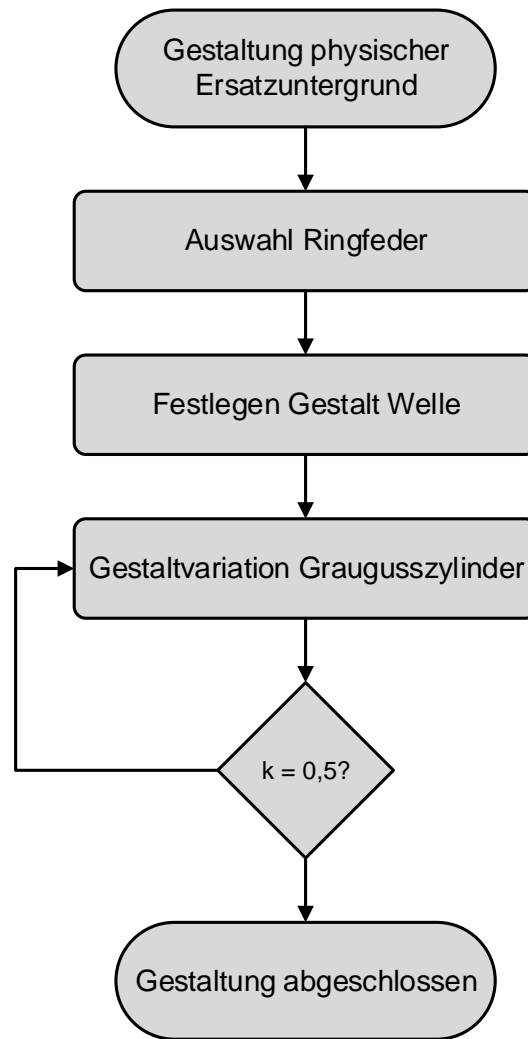 Gestaltung physischer
Ersatzuntergrund
Auswahl Ringfeder
Festlegen Gestalt Welle
Gestaltvariation Graugusszylinder
k = 0,5?
Gestaltung abgeschlossen